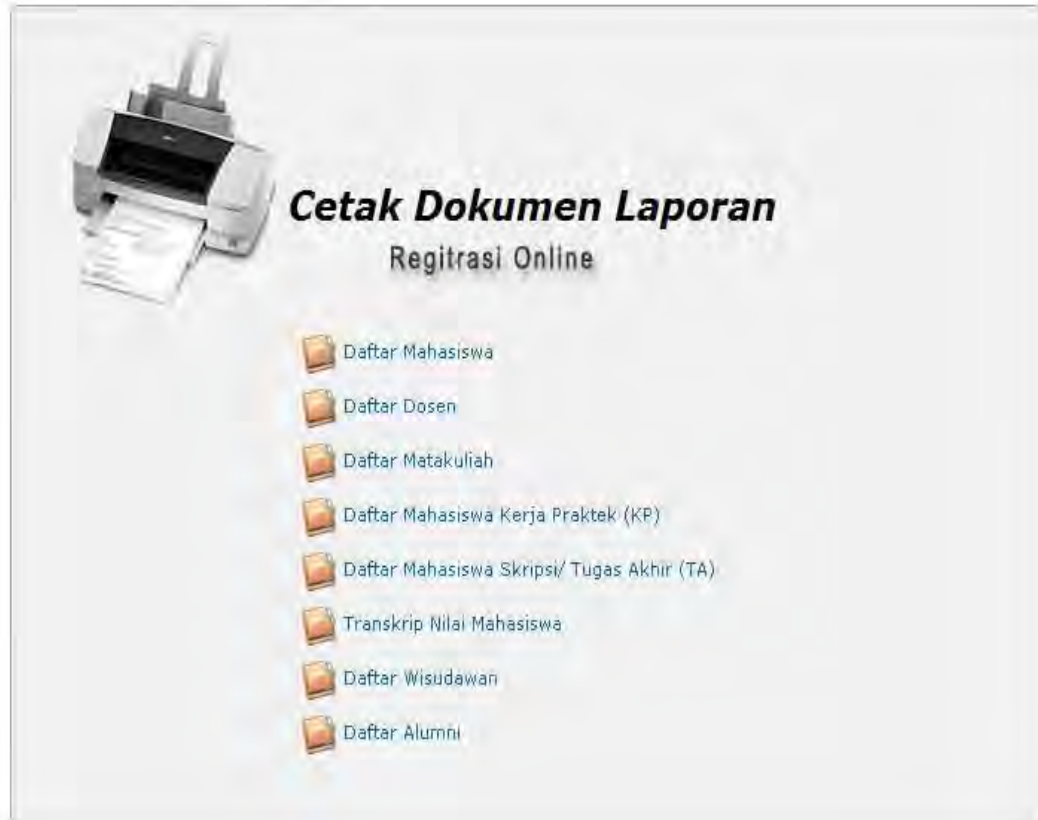 Cetak Dokumen Laporan
Regitrasi Online
Daftar Mahasiswa
Daftar Dosen
Daftar Matakuliah
Daftar Mahasiswa Kerja Praktek (KP)
Daftar Mahasiswa Skripsi/ Tugas Akhir (TA)
Transkrip Nilai Mahasiswa
Daftar Wisudawan
Daftar Alumni